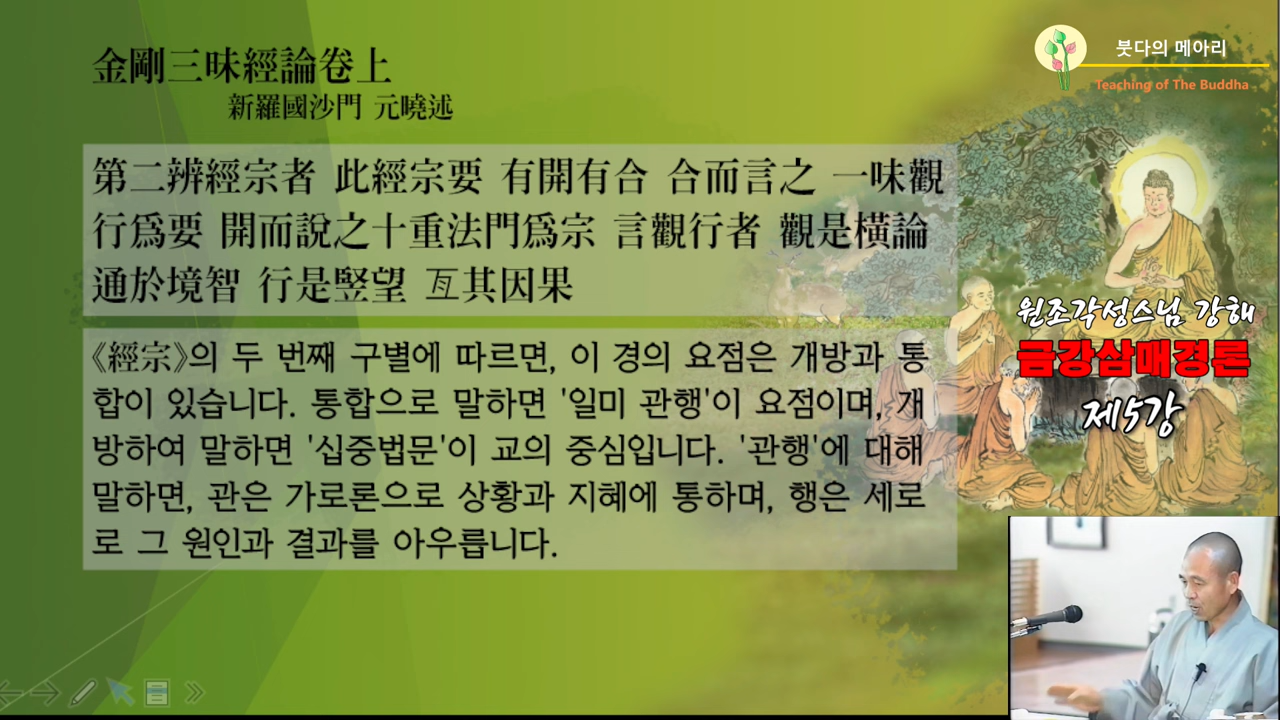 金剛三味經論卷上
新羅國沙門 元曉述
第二辨經宗者 此經宗要 有開有合 合而言之 一味觀
行爲要 開而說之十重法門爲宗 言觀行者 觀是橫論
通於境智 行是竪望 亙其因果
《經宗》의 두 번째 구별에 따르면, 이 경의 요점은 개방과 통
합이 있습니다. 통합으로 말하면 '일미 관행'이 요점이며, 개
방하여 말하면 '십중법문'이 교의 중심입니다. '관행'에 대해
말하면, 관은 가로론으로 상황과 지혜에 통하며, 행은 세로
로 그 원인과 결과를 아우릅니다.
붓다의 메아리
Teaching of The Buddha
원조각성스님 강해
금강삼매경론
제5강